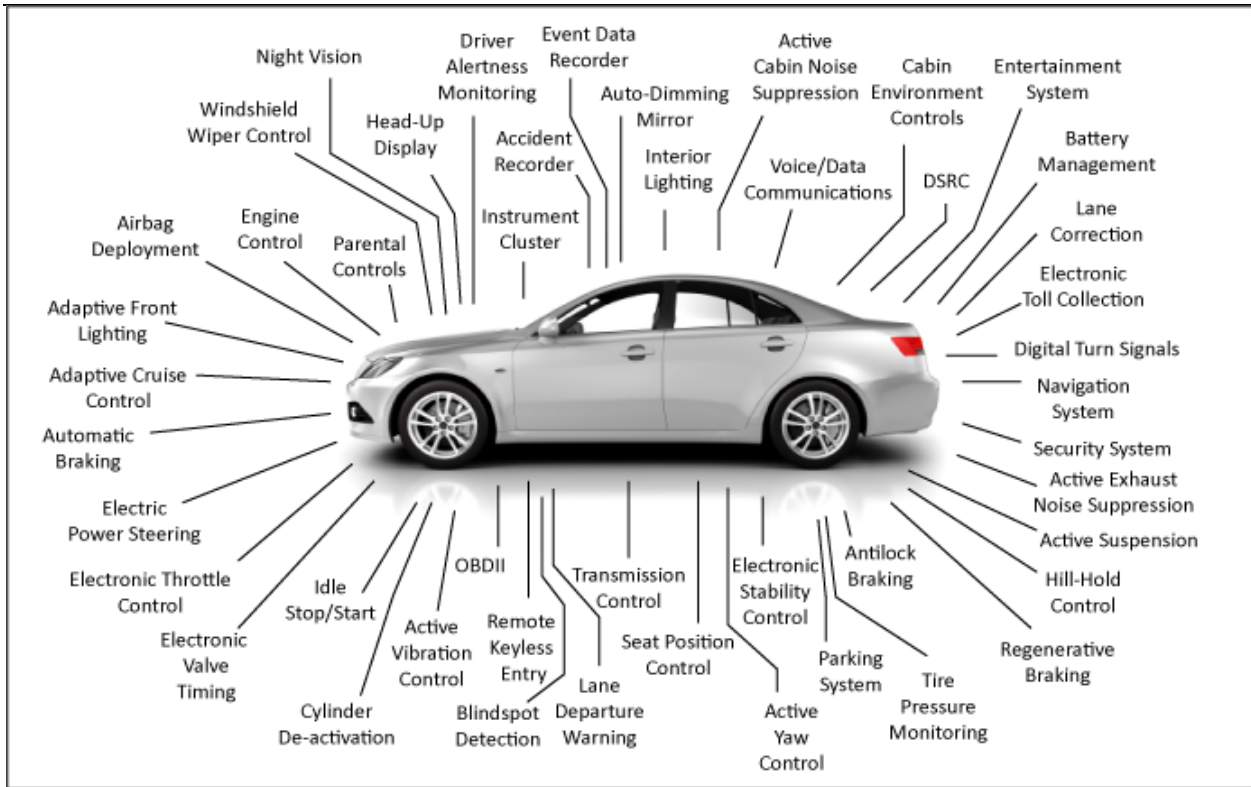 Night Vision
Driver
Alertness
Monitoring
Event Data
Recorder
Active
Cabin Noise
Suppression
Cabin
Environment
Controls
Entertainment
System
Windshield
Wiper Control
Head-Up
Display
Accident
Recorder
Auto-Dimming
Mirror
Interior
Lighting
Voice/Data
Communications
DSRC
Battery
Management
Airbag
Deployment
Engine
Control
Parental
Controls
Instrument
Cluster
Lane
Correction
Electronic
Toll Collection
Adaptive Front
Lighting
Digital Turn Signals
Adaptive Cruise
Control
Navigation
System
Automatic
Braking
Security System
Electric
Power Steering
Active Exhaust
Noise Suppression
Active Suspension
Electronic Throttle
Control
Idle
Stop/Start
OBDII
Transmission
Control
Electronic
Stability
Control
Antilock
Braking
Hill-Hold
Control
Electronic
Valve
Timing
Active
Vibration
Control
Remote
Keyless
Entry
Seat Position
Control
Parking
System
Regenerative
Braking
Cylinder
De-activation
Blindspot
Detection
Lane
Departure
Warning
Active
Yaw
Control
Tire
Pressure
Monitoring